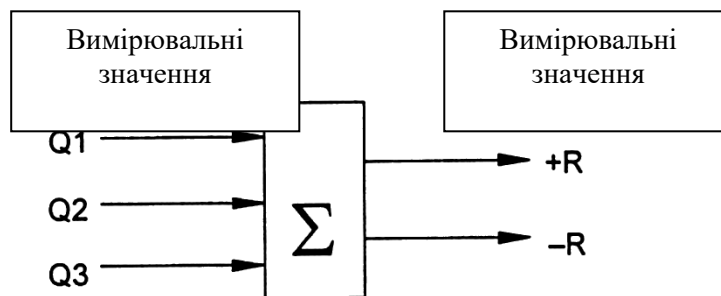 Вимірювальні
значення
Вимірювальні
значення
Q1
+R
Q2
Σ
–R
Q3